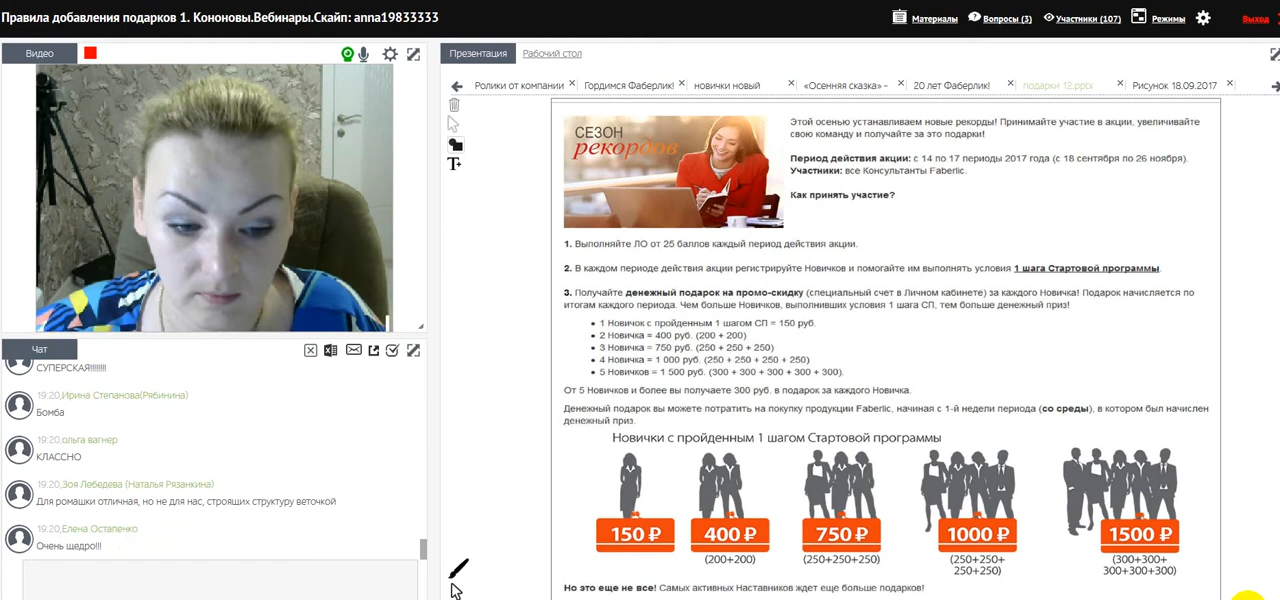 Правила добавления подарков 1. Кононовы.Вебинары.Скайп: anna19833333
Материалы
Вопросы (3)
Участники (107)
Режимы
Выход
Видео
Презентация
Рабочий стол
Ролики от компании
Гордимся Фаберлик!
новички новый
«Осенняя сказка» -
20 лет Фаберлик!
подарки 12.ppcx
Рисунок 18.09.2017
СЕЗОН
рекордов
Этой осенью устанавливаем новые рекорды! Принимайте участие в акции, увеличивайте
свою команду и получайте за это подарки!
Период действия акции: с 14 по 17 периоды 2017 года (с 18 сентября по 26 ноября).
Участники: все Консультанты Faberlic.
Как принять участие?
1. Выполняйте ЛО от 25 баллов каждый период действия акции.
2. В каждом периоде действия акции регистрируйте Новичков и помогайте им выполнять условия 1 шага Стартовой программы.
3. Получайте денежный подарок на промо-скидку (специальный счет в Личном кабинете) за каждого Новичка! Подарок начисляется по
итогам каждого периода. Чем больше Новичков, выполнивших условия 1 шага СП, тем больше денежный приз!
• 1 Новичок с пройденным 1 шагом СП = 150 руб.
• 2 Новичка = 400 руб. (200 + 200)
• 3 Новичка = 750 руб. (250 + 250 + 250)
• 4 Новичка = 1 000 руб. (250 + 250 + 250 + 250)
• 5 Новичков = 1 500 руб. (300 + 300 + 300 + 300 + 300).
От 5 Новичков и более вы получаете 300 руб. в подарок за каждого Новичка.
Денежный подарок вы можете потратить на покупку продукции Faberlic, начиная с 1-й недели периода (со среды), в котором был начислен
денежный приз.
Новички с пройденным 1 шагом Стартовой программы
150 ₽
400 ₽
750 ₽
1000 ₽
1500 ₽
(200+200)
(250+250+250)
(250+250+
250+250)
(300+300+
300+300+300)
Но это еще не все! Самых активных Наставников ждет еще больше подарков!
Чат
СУПЕРСКАЯ!!!!!!!!
19:20,Ирина Степанова(Рябинина)
Бомба
19:20,ольга вагнер
КЛАССНО
19:20,Зоя Лебедева (Наталья Рязанкина)
Для ромашки отличная, но не для нас, строящих структуру веточкой
19:20,Елена Остапенко
Очень щедро!!!